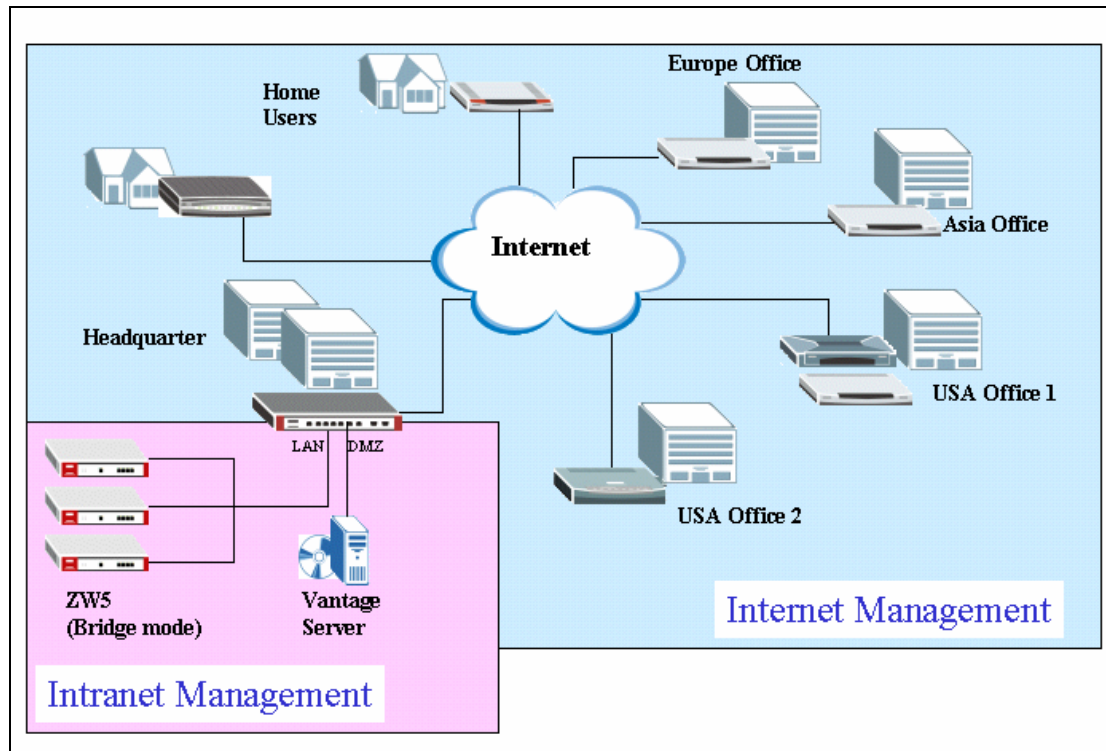 Home
Users
Europe Office
Asia Office
Internet
Headquarter
USA Office 1
LAN DMZ
USA Office 2
ZW5
(Bridge mode)
Vantage
Server
Internet Management
Intranet Management